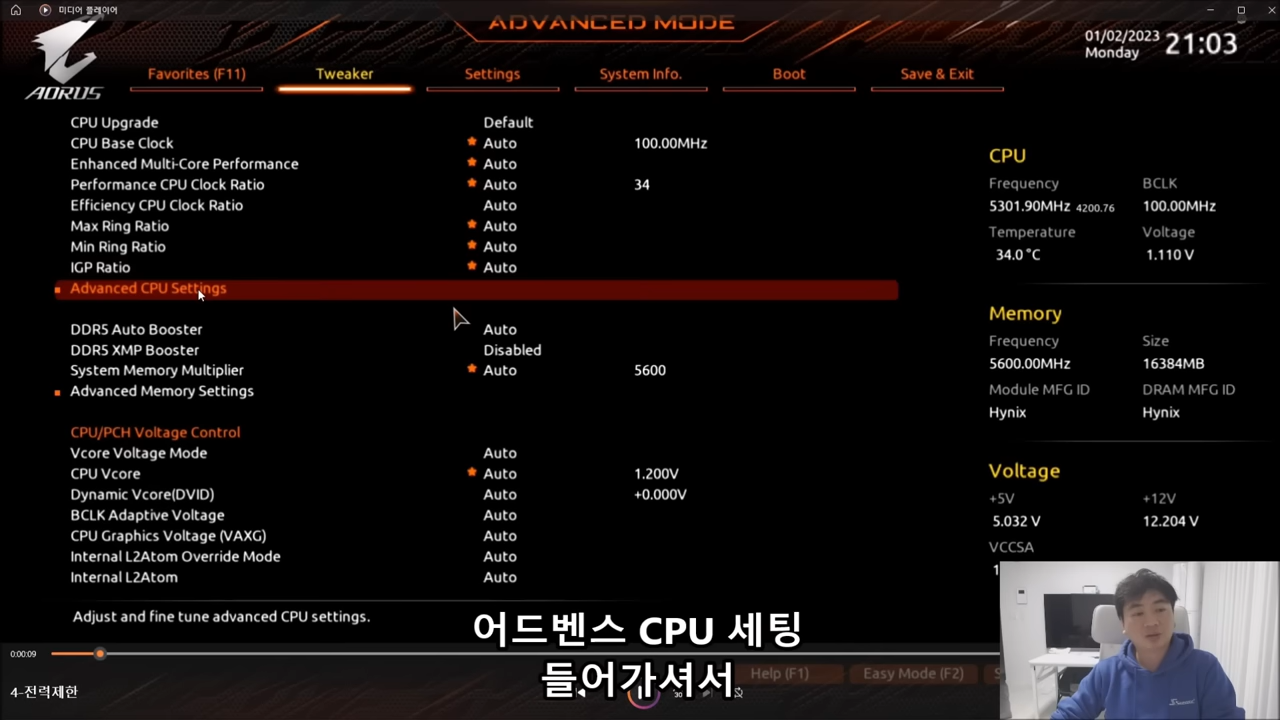 미디어 플레이어
ADVANCED MODE
AORUS
01/02/2023
Monday
21:03
Favorites (F11) Tweaker Settings System Info. Boot Save & Exit
CPU Upgrade Default
CPU Base Clock Auto 100.00MHz
Enhanced Multi-Core Performance Auto
Performance CPU Clock Ratio Auto 34
Efficiency CPU Clock Ratio Auto
Max Ring Ratio Auto
Min Ring Ratio Auto
IGP Ratio Auto
Advanced CPU Settings
DDR5 Auto Booster Auto
DDR5 XMP Booster Disabled
System Memory Multiplier Auto 5600
Advanced Memory Settings
CPU/PCH Voltage Control
Vcore Voltage Mode Auto
CPU Vcore Auto 1.200V
Dynamic Vcore(DVID) Auto +0.000V
BCLK Adaptive Voltage Auto
CPU Graphics Voltage (VAXG) Auto
Internal L2Atom Override Mode Auto
Internal L2Atom Auto
Adjust and fine tune advanced CPU settings.
CPU
Frequency BCLK
5301.90MHz 4200.76 100.00MHz
Temperature Voltage
34.0 °C 1.110 V
Memory
Frequency Size
5600.00MHz 16384MB
Module MFG ID DRAM MFG ID
Hynix Hynix
Voltage
+5V +12V
5.032 V 12.204 V
VCCSA
어드벤스 CPU 세팅
들어가셔서
0:00:09
Help (F1) Easy Mode (F2)
4-전력제한
30